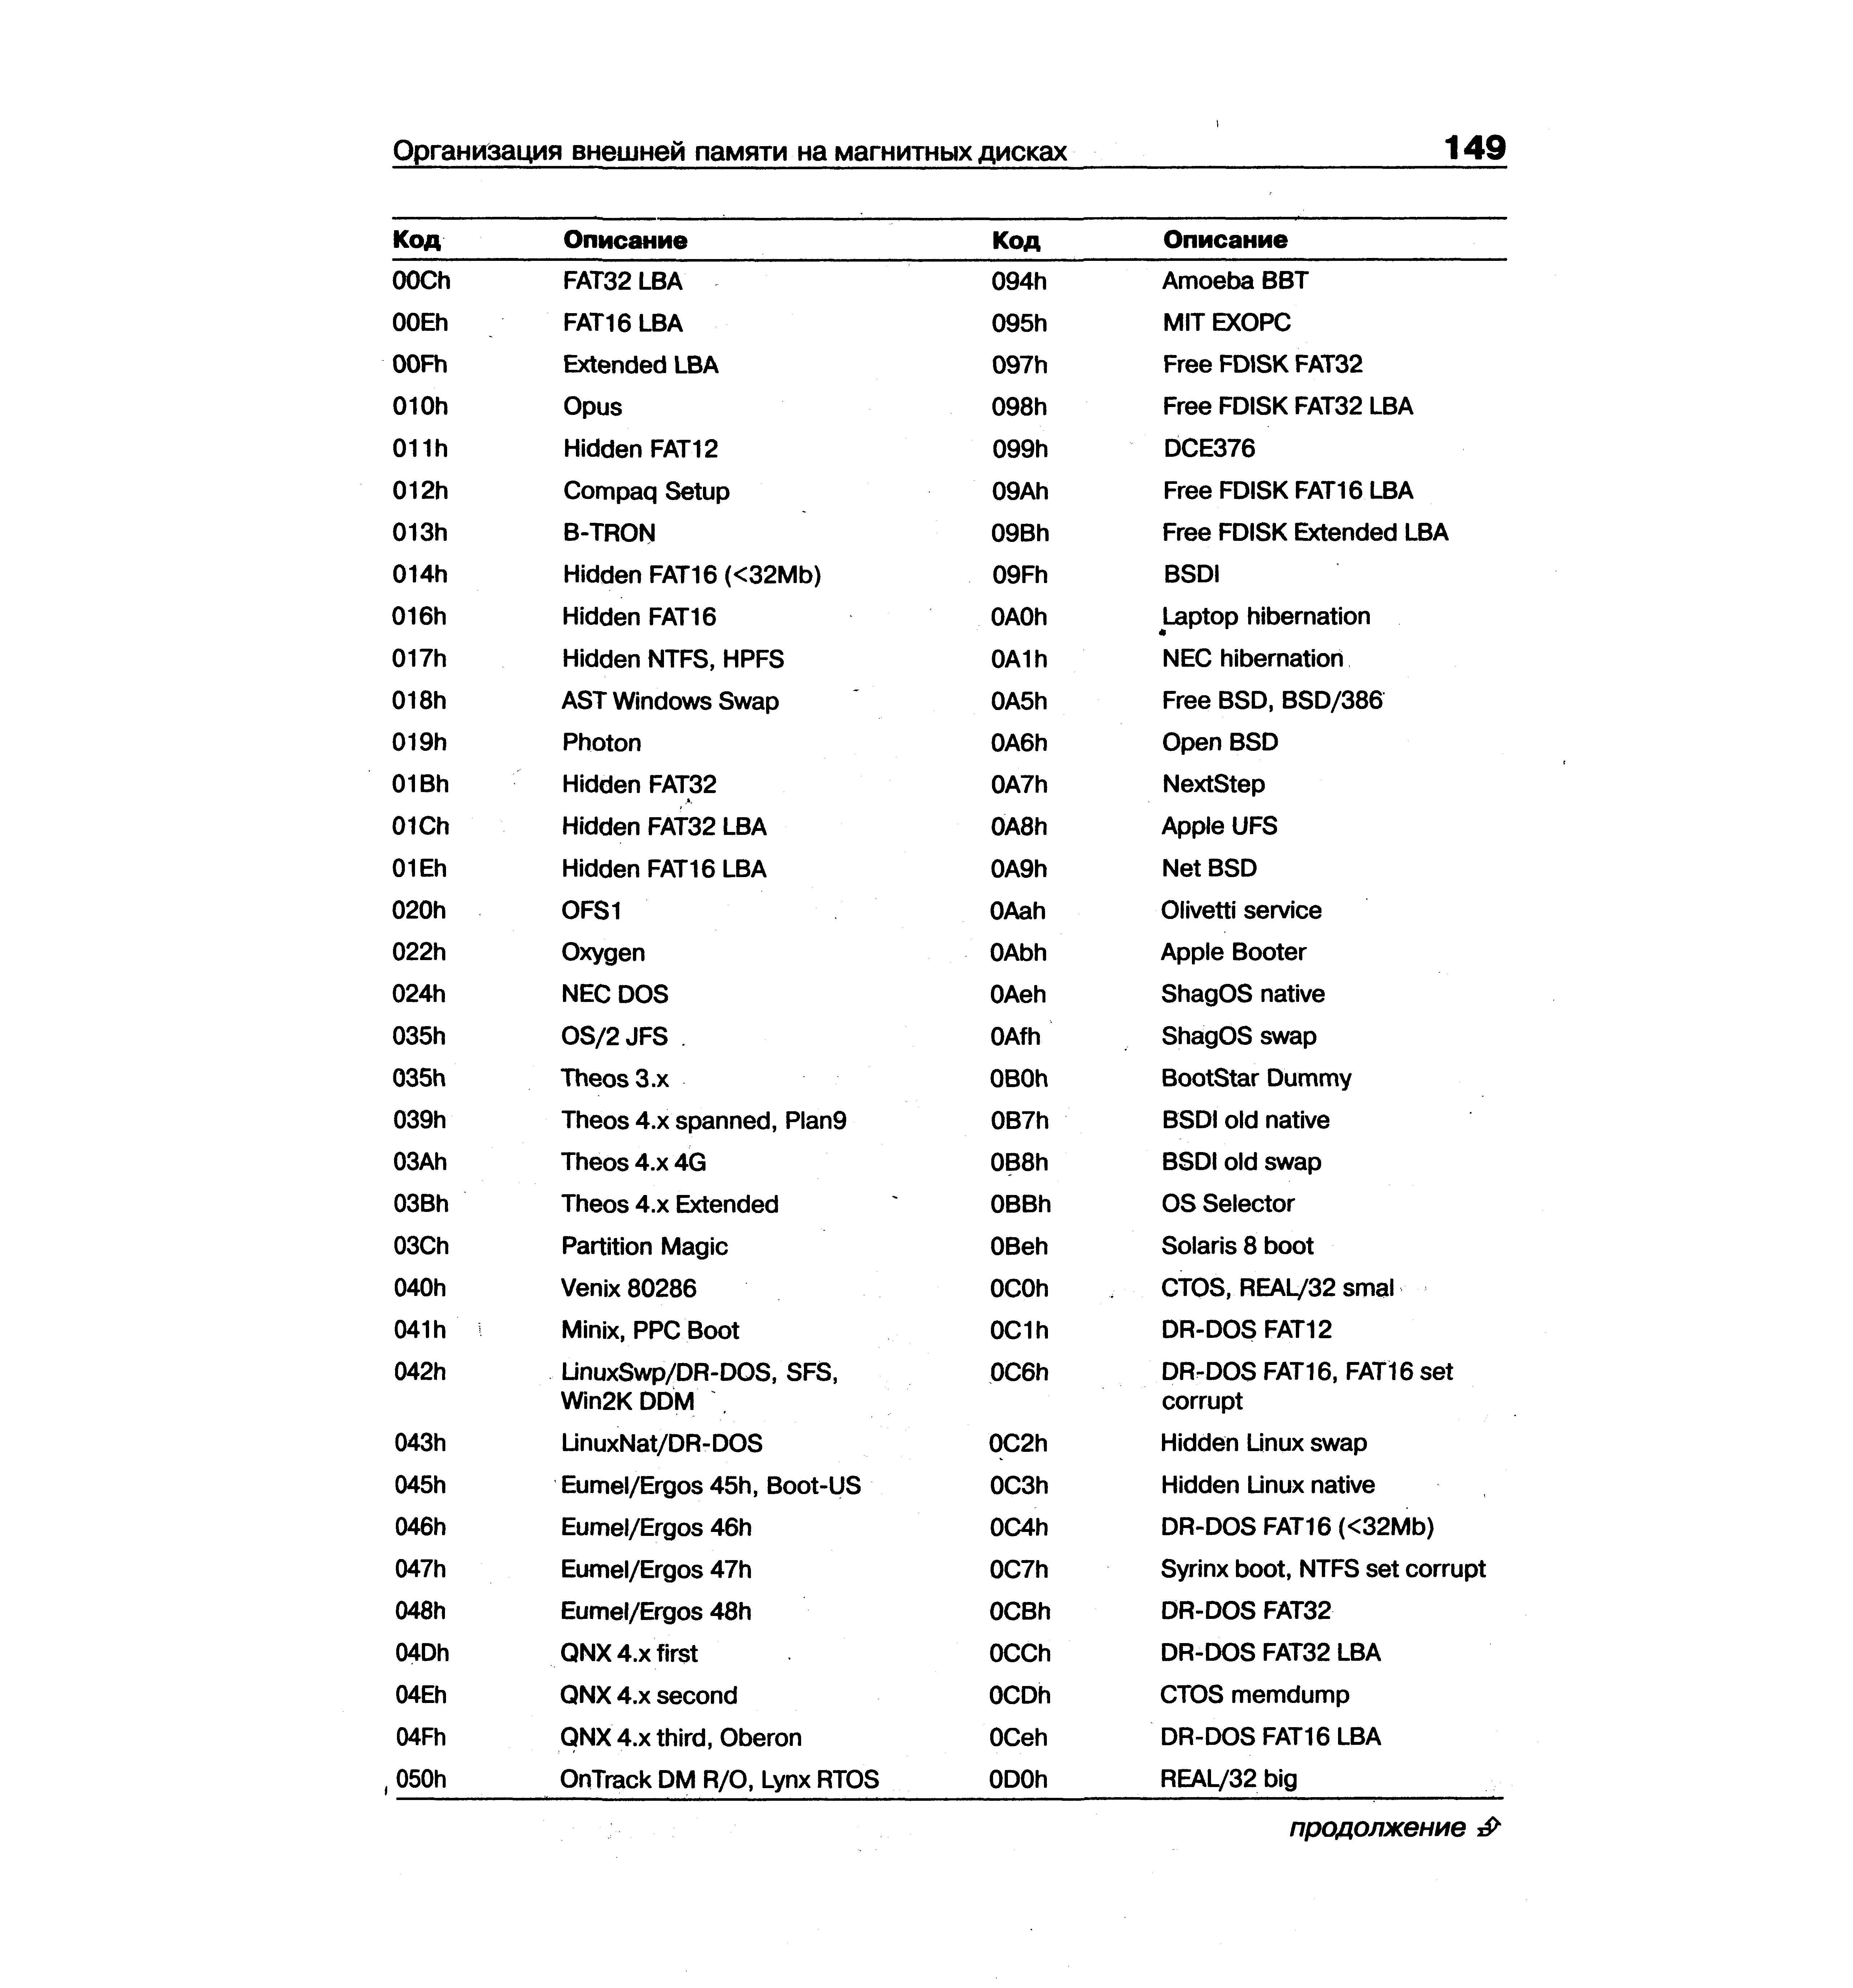 Организация внешней памяти на магнитных дисках 149
Код Описание Код Описание
00Ch FAT32 LBA 094h Amoeba BBT
00Eh FAT16 LBA 095h MIT EXOPC
00Fh Extended LBA 097h Free FDISK FAT32
010h Opus 098h Free FDISK FAT32 LBA
011h Hidden FAT12 099h DCE376
012h Compaq Setup 09Ah Free FDISK FAT16 LBA
013h B-TRON 09Bh Free FDISK Extended LBA
014h Hidden FAT16 (<32Mb) 09Fh BSDI
016h Hidden FAT16 0A0h Laptop hibernation
017h Hidden NTFS, HPFS 0A1h NEC hibernation
018h AST Windows Swap 0A5h Free BSD, BSD/386
019h Photon 0A6h Open BSD
01Bh Hidden FAT32 0A7h NextStep
01Ch Hidden FAT32 LBA 0A8h Apple UFS
01Eh Hidden FAT16 LBA 0A9h Net BSD
020h OFS1 0Aah Olivetti service
022h Oxygen 0Abh Apple Booter
024h NEC DOS 0Aeh ShagOS native
035h OS/2 JFS 0Afh ShagOS swap
035h Theos 3.x 0B0h BootStar Dummy
039h Theos 4.x spanned, Plan9 0B7h BSDI old native
03Ah Theos 4.x 4G 0B8h BSDI old swap
03Bh Theos 4.x Extended 0BBh OS Selector
03Ch Partition Magic 0Beh Solaris 8 boot
040h Venix 80286 0C0h CTOS, REAL/32 smal
041h Minix, PPC Boot 0C1h DR-DOS FAT12
042h LinuxSwp/DR-DOS, SFS, 0C6h DR-DOS FAT16, FAT16 set
Win2K DDM corrupt
043h LinuxNat/DR-DOS 0C2h Hidden Linux swap
045h Eumel/Ergos 45h, Boot-US 0C3h Hidden Linux native
046h Eumel/Ergos 46h 0C4h DR-DOS FAT16 (<32Mb)
047h Eumel/Ergos 47h 0C7h Syrinx boot, NTFS set corrupt
048h Eumel/Ergos 48h 0CBh DR-DOS FAT32
04Dh QNX 4.x first 0CCh DR-DOS FAT32 LBA
04Eh QNX 4.x second 0CDh CTOS memdump
04Fh QNX 4.x third, Oberon 0Ceh DR-DOS FAT16 LBA
050h OnTrack DM R/O, Lynx RTOS 0D0h REAL/32 big
продолжение